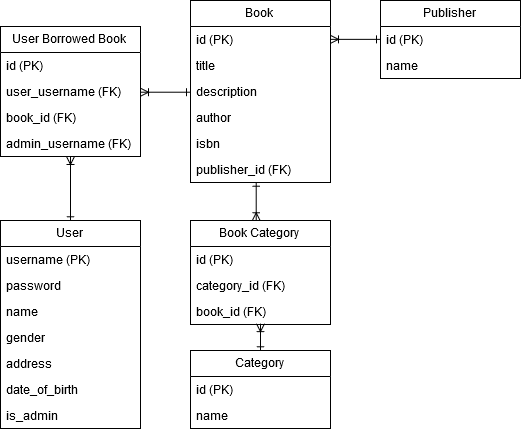 User Borrowed Book
id (PK)
user_username (FK)
book_id (FK)
admin_username (FK)
Book
id (PK)
title
description
author
isbn
publisher_id (FK)
Publisher
id (PK)
name
User
username (PK)
password
name
gender
address
date_of_birth
is_admin
Book Category
id (PK)
category_id (FK)
book_id (FK)
Category
id (PK)
name